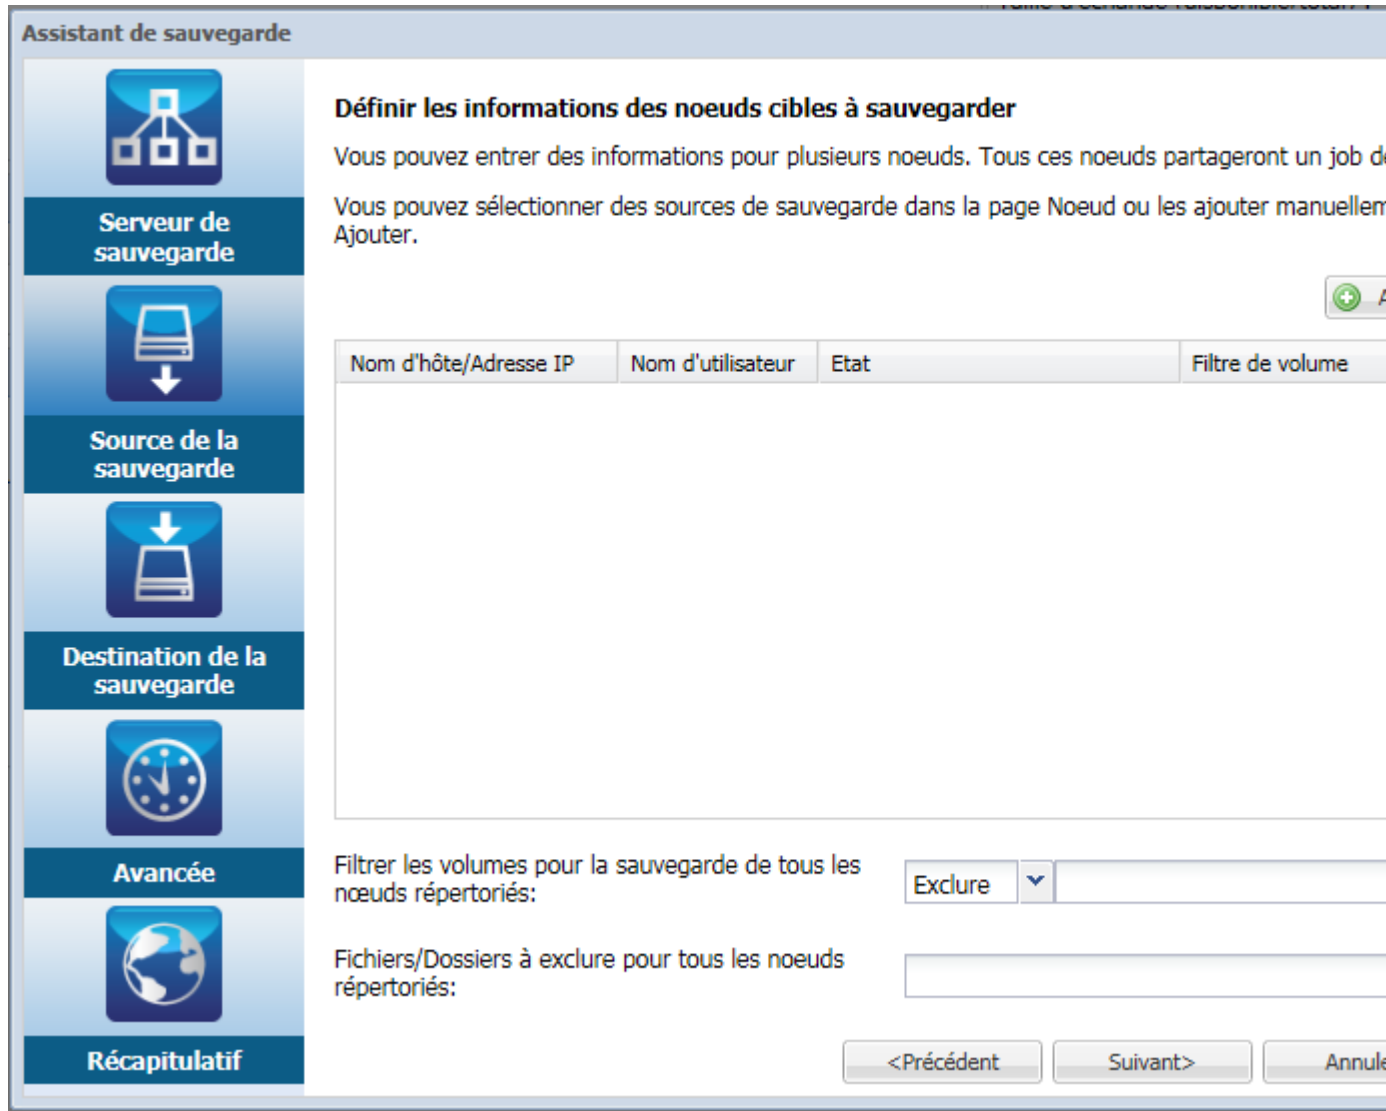 Assistant de sauvegarde
Serveur de
sauvegarde
Source de la
sauvegarde
Destination de la
sauvegarde
Avancée
Récapitulatif
Définir les informations des noeuds cibles à sauvegarder
Vous pouvez entrer des informations pour plusieurs noeuds. Tous ces noeuds partageront un job
Vous pouvez sélectionner des sources de sauvegarde dans la page Noeud ou les ajouter
Ajouter.
Nom d'hôte/Adresse IP Nom d'utilisateur Etat Filtre de volume
Filtrer les volumes pour la sauvegarde de tous les
nœuds répertoriés:
Exclure
Fichiers/Dossiers à exclure pour tous les noeuds
répertoriés:
<Précédent Suivant>